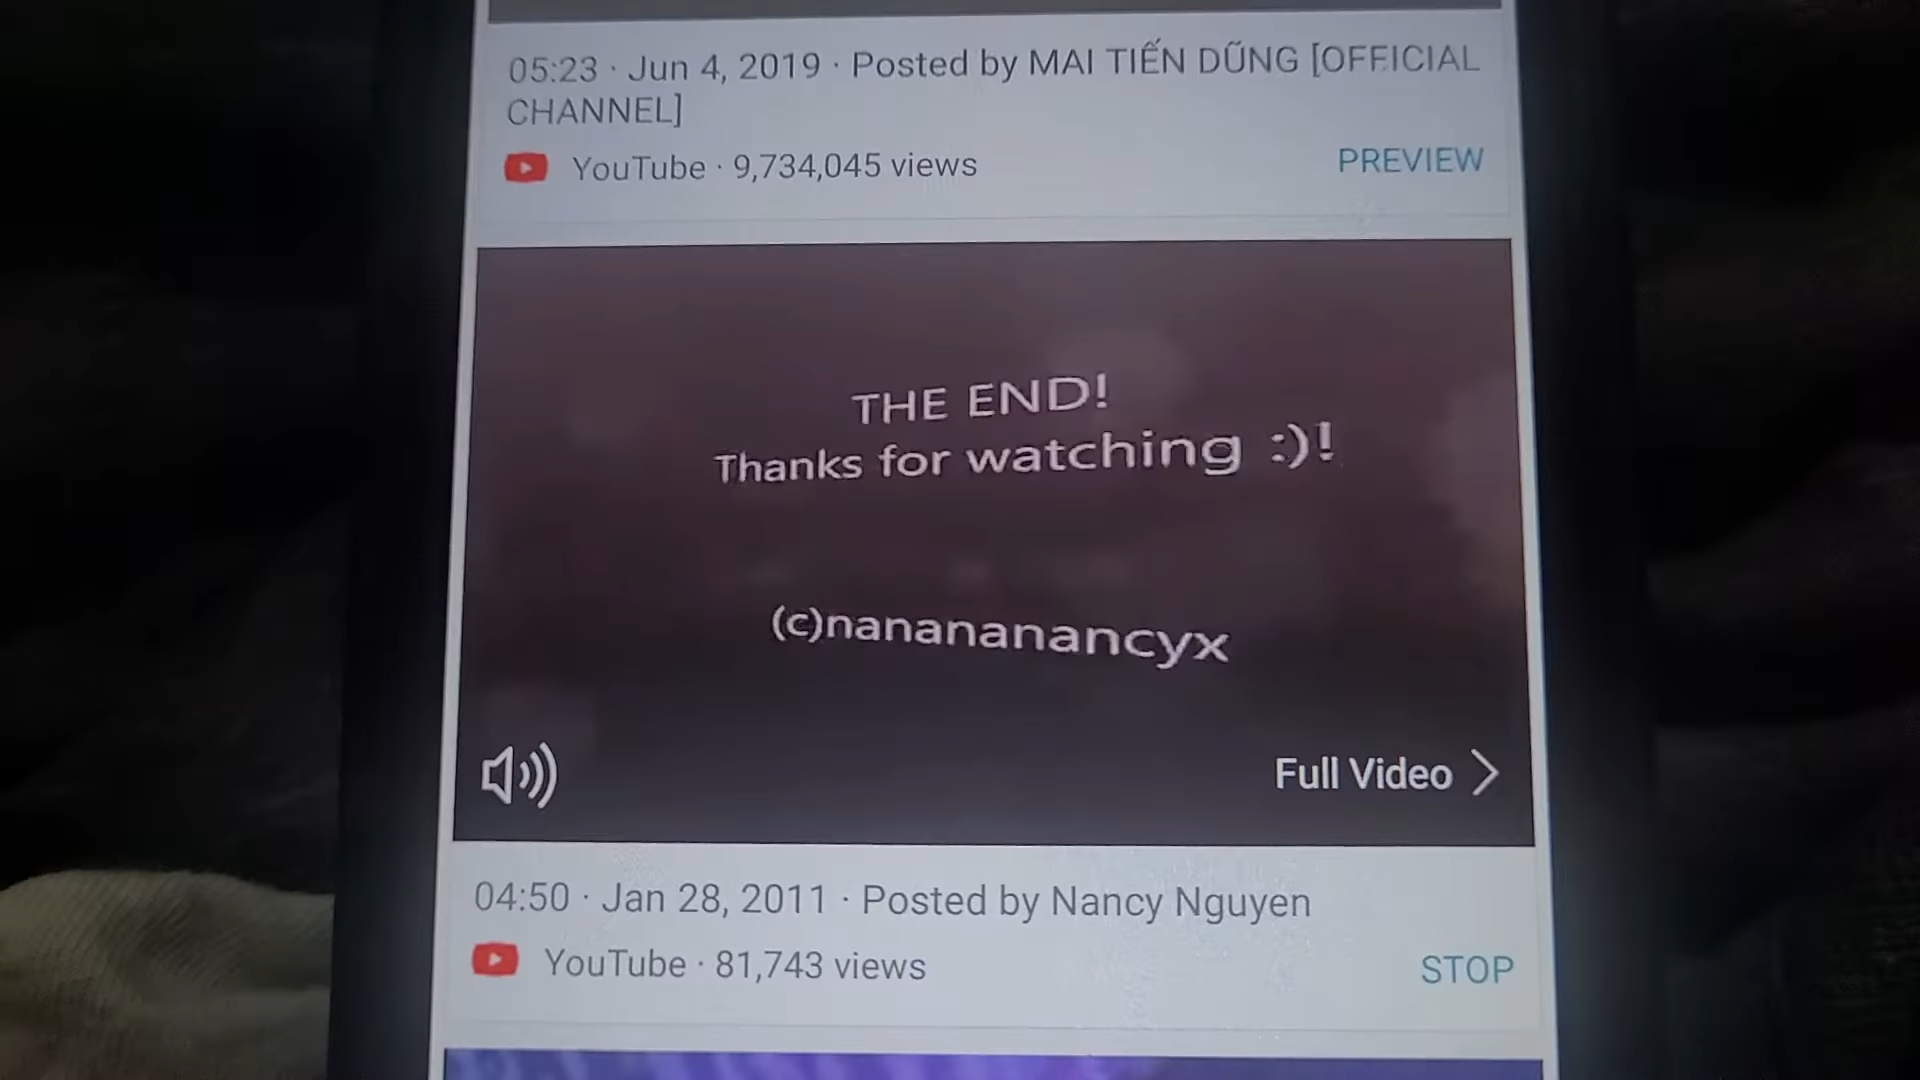 05:23 · Jun 4, 2019 · Posted by MAI TIẾN DŨNG [OFFICIAL
CHANNEL]
YouTube · 9,734,045 views
PREVIEW
THE END!
Thanks for watching :)!
(c)nanananancyx
Full Video
04:50 · Jan 28, 2011 · Posted by Nancy Nguyen
YouTube · 81,743 views
STOP